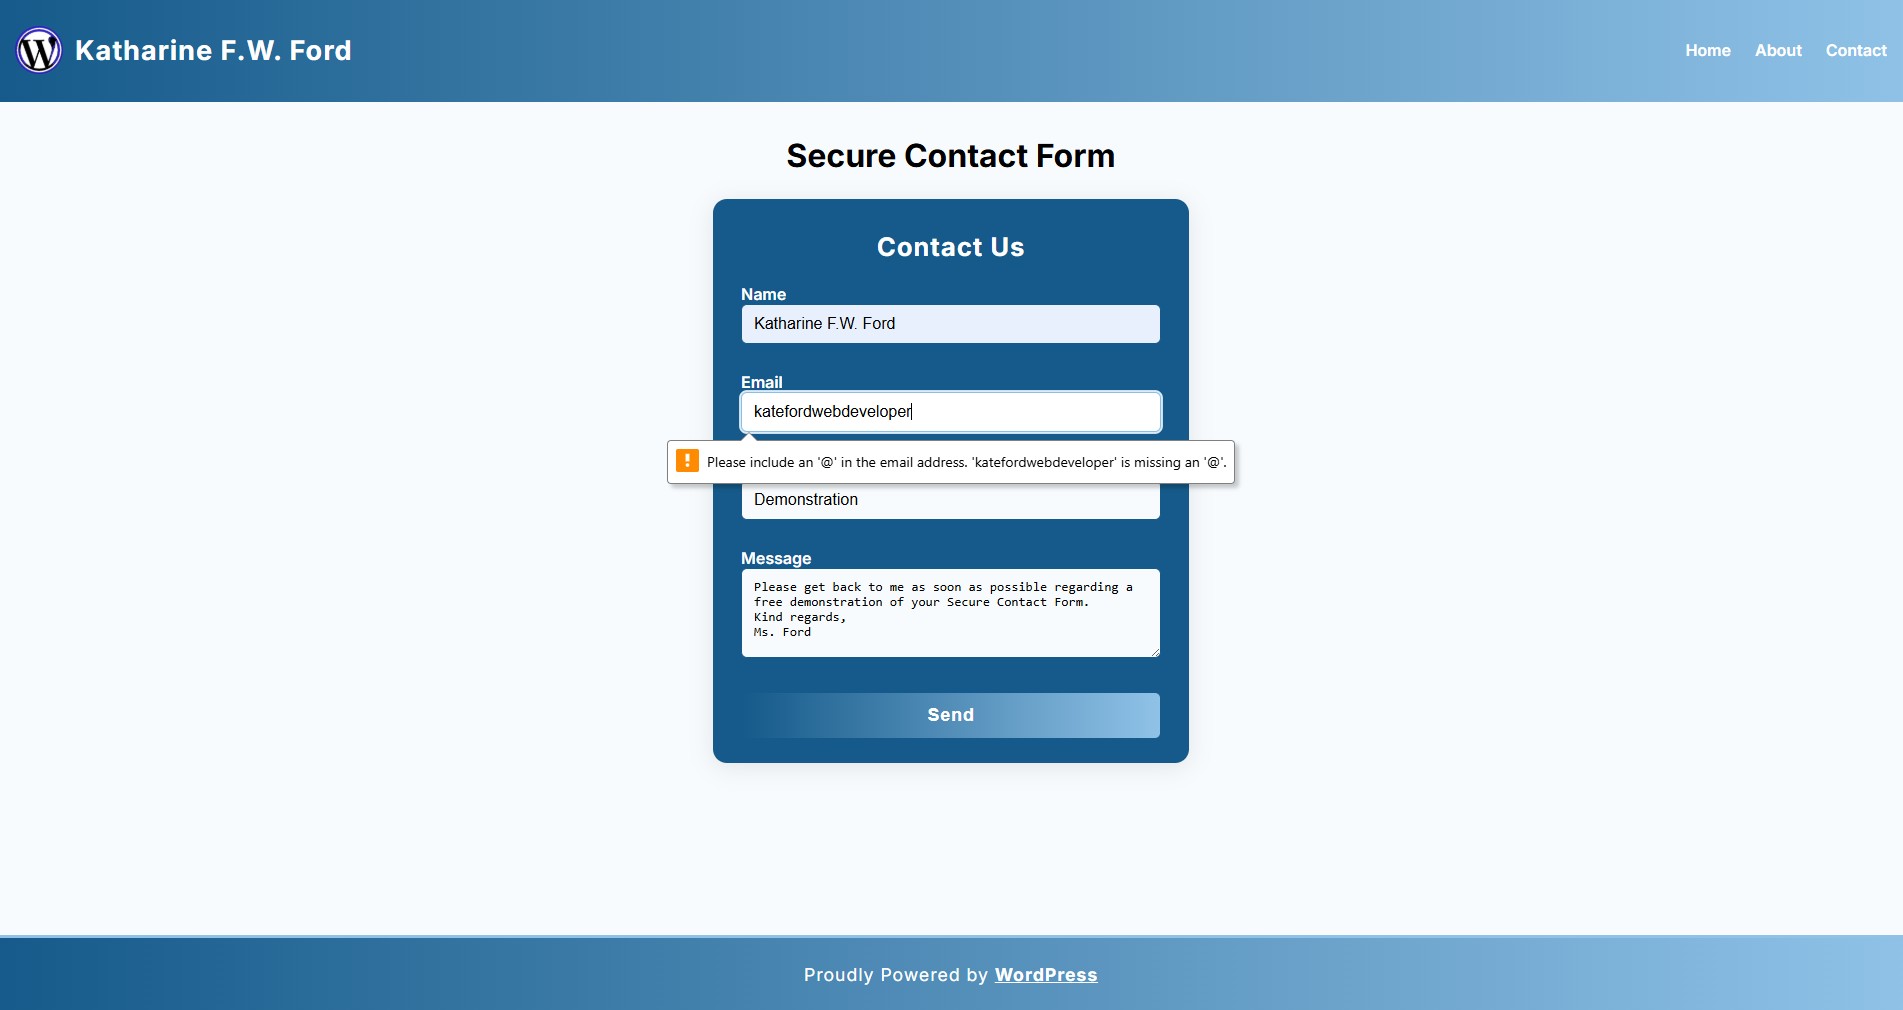 W Katharine F.W. Ford
Home About Contact
Secure Contact Form
Contact Us
Name
Katharine F.W. Ford
Email
katefordwebdeveloper
! Please include an '@' in the email address. 'katefordwebdeveloper' is missing an '@'.
Demonstration
Message
Please get back to me as soon as possible regarding a
free demonstration of your Secure Contact Form.
Kind regards,
Ms. Ford
Send
Proudly Powered by WordPress